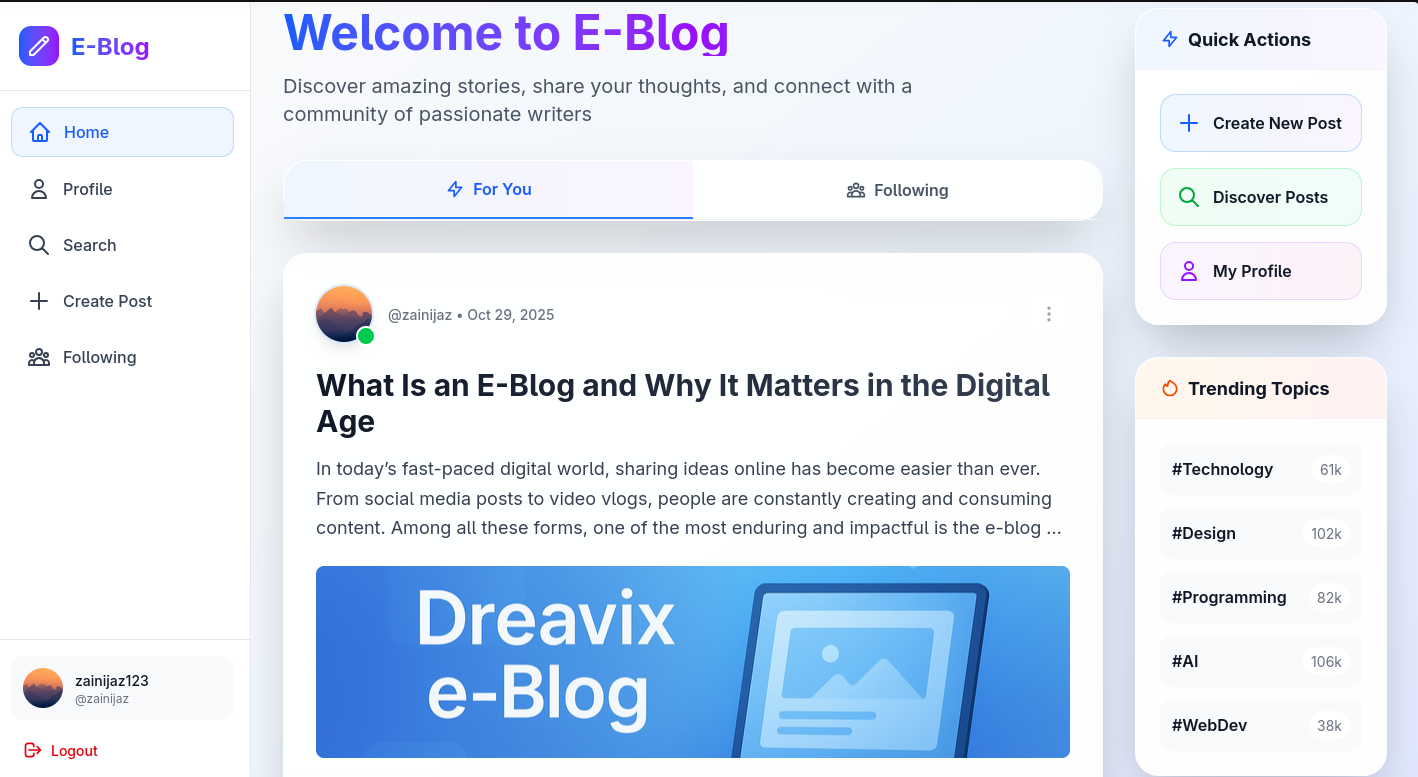 E-Blog
Home
Profile
Search
Create Post
Following
zainijaz123
@zainijaz
Logout
Welcome to E-Blog
Discover amazing stories, share your thoughts, and connect with a
community of passionate writers
For You
Following
@zainijaz • Oct 29, 2025
What Is an E-Blog and Why It Matters in the Digital
Age
In today’s fast-paced digital world, sharing ideas online has become easier than ever.
From social media posts to video vlogs, people are constantly creating and consuming
content. Among all these forms, one of the most enduring and impactful is the e-blog ...
Dreavix
e-Blog
Quick Actions
Create New Post
Discover Posts
My Profile
Trending Topics
#Technology 61k
#Design 102k
#Programming 82k
#AI 106k
#WebDev 38k